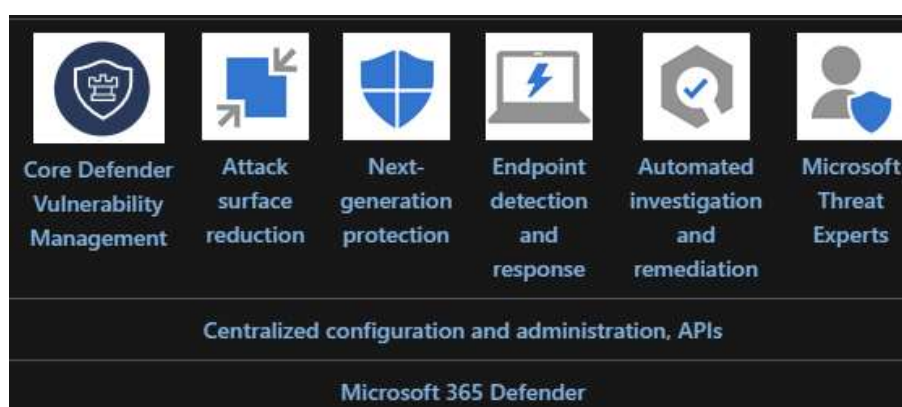 Core Defender
Vulnerability
Management
Attack
surface
reduction
Next-
generation
protection
Endpoint
detection
and
response
Automated
investigation
and
remediation
Microsoft
Threat
Experts
Centralized configuration and administration, APIs
Microsoft 365 Defender